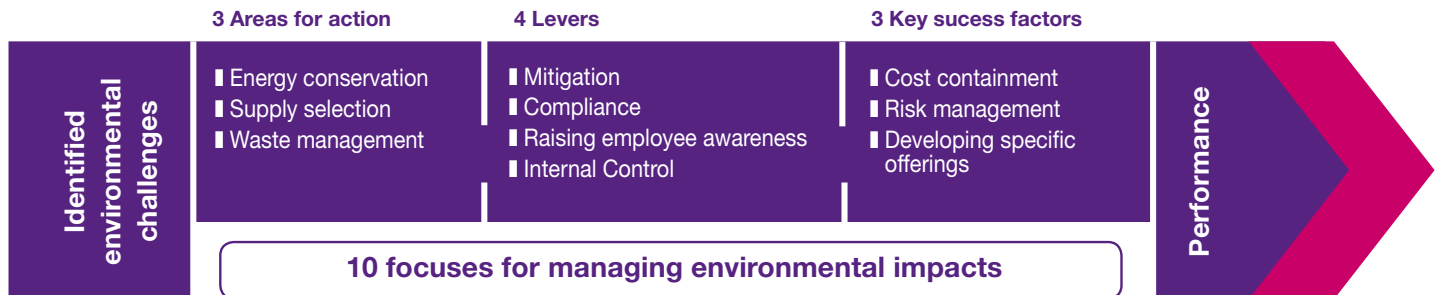 3 Areas for action
4 Levers
3 Key sucess factors
Identified
environmental
challenges
Energy conservation
Supply selection
Waste management
Mitigation
Compliance
Raising employee awareness
Internal Control
Cost containment
Risk management
Developing specific
offerings
Performance
10 focuses for managing environmental impacts